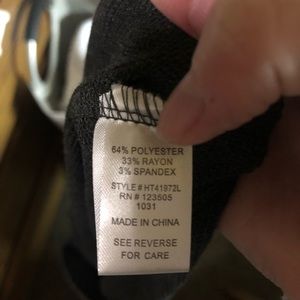 64% POLYESTER
33% RAYON
3% SPANDEX
STYLE # HT41972L
RN # 123505
1031
MADE IN CHINA
SEE REVERSE
FOR CARE